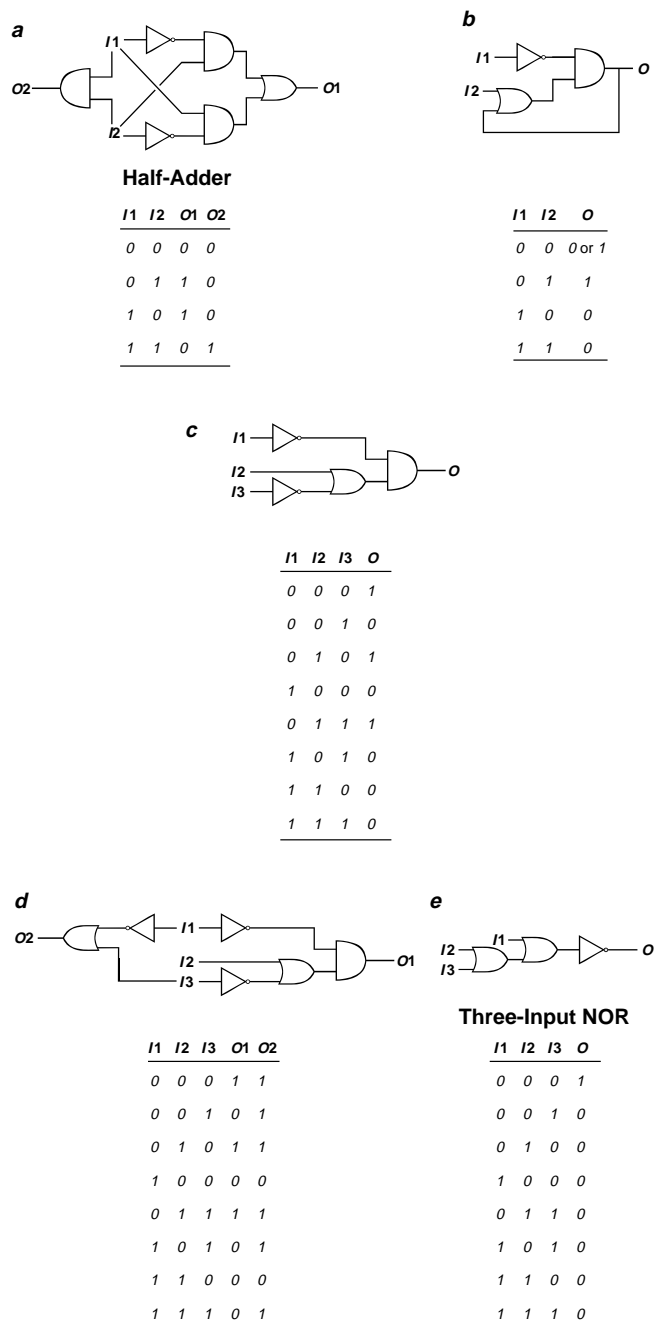 a
I1
O2
O1
I2
Half-Adder
I1 I2 O1 O2
0 0 0 0
0 1 1 0
1 0 1 0
1 1 0 1
b
I1
O
I2
I1 I2 O
0 0 0 or 1
0 1 1
1 0 0
1 1 0
c
I1
I2
O
I3
I1 I2 I3 O
0 0 0 1
0 0 1 0
0 1 0 1
1 0 0 0
0 1 1 1
1 0 1 0
1 1 0 0
1 1 1 0
d
I1
O2
I2
O1
I3
I1 I2 I3 O1 O2
0 0 0 1 1
0 0 1 0 1
0 1 0 1 1
1 0 0 0 0
0 1 1 1 1
1 0 1 0 1
1 1 0 0 0
1 1 1 0 1
e
I1
I2
O
I3
Three-Input NOR
I1 I2 I3 O
0 0 0 1
0 0 1 0
0 1 0 0
1 0 0 0
0 1 1 0
1 0 1 0
1 1 0 0
1 1 1 0